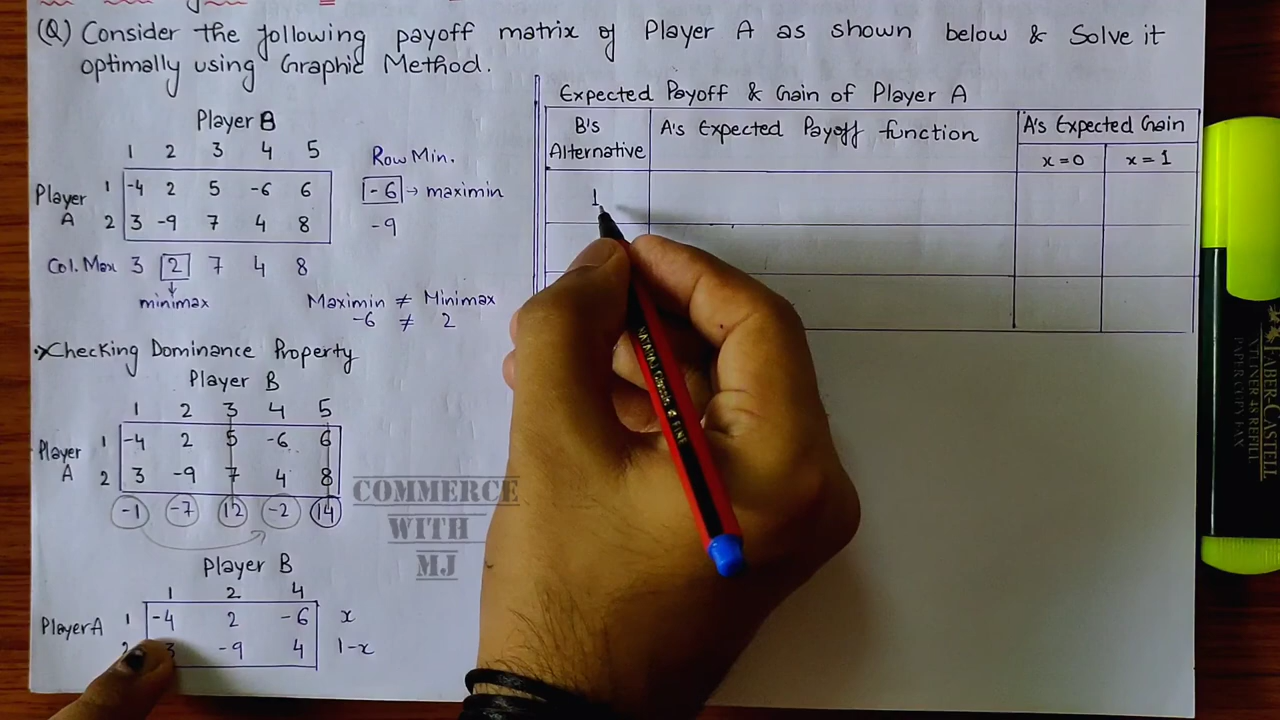 (Q) Consider the following payoff matrix of Player A as shown below & Solve it
optimally using Graphic Method.
Player B
1 2 3 4 5
Row Min.
Player A
1 -4 2 5 -6 6
-6 → maximin
2 3 -9 7 4 8
-9
Col. Max 3 2 7 4 8
minimax
Maximin ≠ Minimax
-6 ≠ 2
Checking Dominance Property
Player B
1 2 3 4 5
Player A
1 -4 2 5 -6 6
2 3 -9 7 4 8
-1 -7 12 -2 14
Player B
1 2 4
Player A
1 -4 2 -6 x
3 -9 4 1-x
Expected Payoff & Gain of Player A
B's Alternative
A's Expected Payoff function
A's Expected Gain
x=0 x=1
1
COMMERCE
WITH
MJ
FABER-CASTELL
TEXTLINER IS REFILL
NATARAJ
FINE